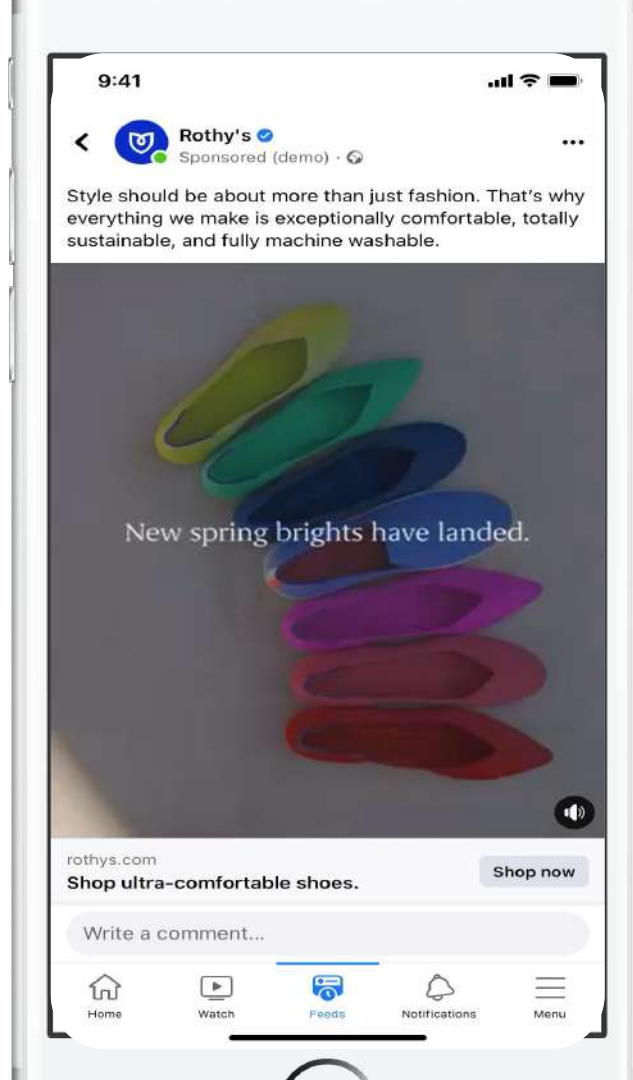 9:41
Rothy's
Sponsored (demo) ·
Style should be about more than just fashion. That's why
everything we make is exceptionally comfortable, totally
sustainable, and fully machine washable.
New spring brights have landed.
rothys.com
Shop ultra-comfortable shoes.
Shop now
Write a comment...
Home
Watch
Feeds
Notifications
Menu